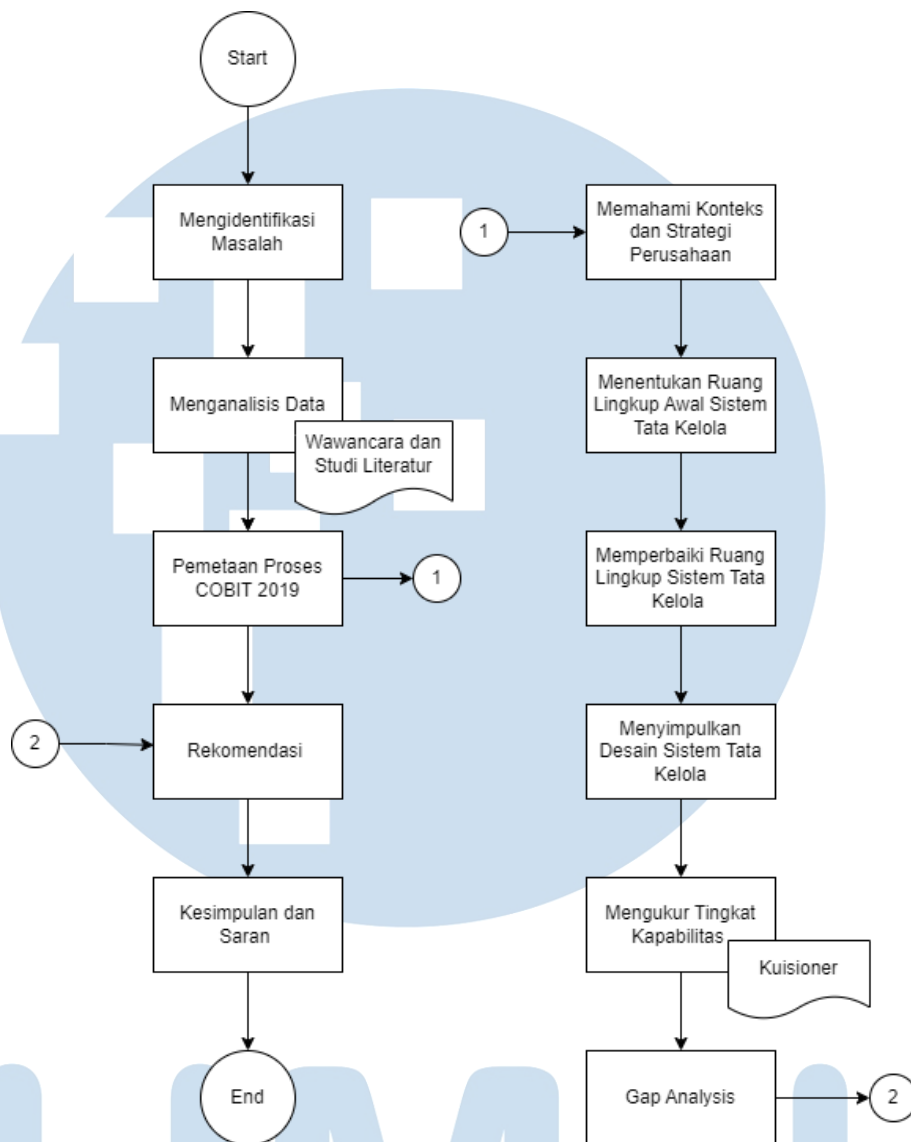 Start
Mengidentifikasi
Masalah
Menganalisis Data
Wawancara dan
Studi Literatur
Pemetaan Proses
COBIT 2019
1
2
Rekomendasi
Kesimpulan dan
Saran
End
1
Memahami Konteks
dan Strategi
Perusahaan
Menentukan Ruang
Lingkup Awal Sistem
Tata Kelola
Memperbaiki Ruang
Lingkup Sistem Tata
Kelola
Menyimpulkan
Desain Sistem Tata
Kelola
Mengukur Tingkat
Kapabilitas
Kuisioner
Gap Analysis
2